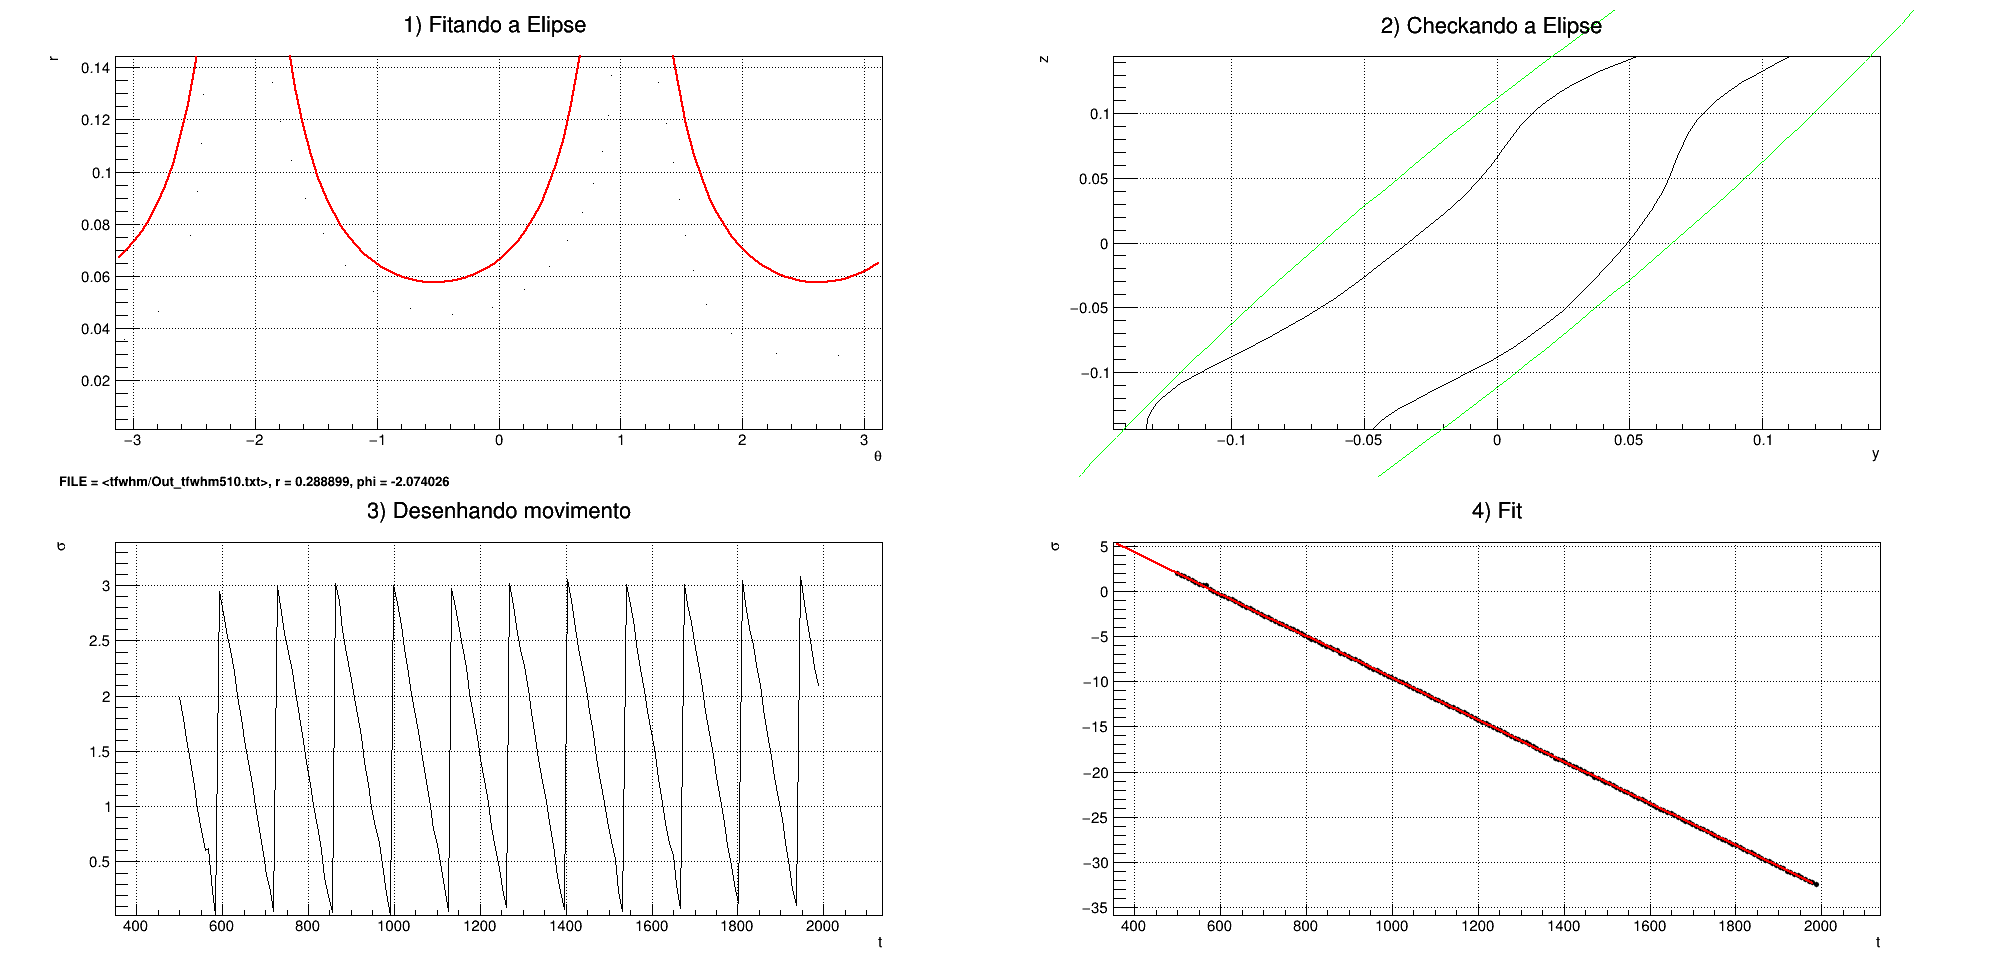 1) Fitando a Elipse
r
0.14
0.12
0.1
0.08
0.06
0.04
0.02
−3 −2 −1 0 1 2 3
θ
2) Checkando a Elipse
z
0.1
0.05
0
−0.05
−0.1
−0.1 −0.05 0 0.05 0.1
y
FILE = <tfwhm/Out_tfwhm510.txt>, r = 0.288899, phi = -2.074026
3) Desenhando movimento
σ
3
2.5
2
1.5
1
0.5
400 600 800 1000 1200 1400 1600 1800 2000
t
4) Fit
σ
5
0
−5
−10
−15
−20
−25
−30
−35
400 600 800 1000 1200 1400 1600 1800 2000
t